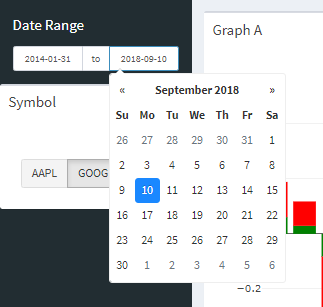 Date Range
Graph A
2014-01-31 to 2018-09-10
« September 2018 »
Su Mo Tu We Th Fr Sa
26 27 28 29 30 31 1
2 3 4 5 6 7 8
9 10 11 12 13 14 15
16 17 18 19 20 21 22
23 24 25 26 27 28 29
30 1 2 3 4 5 6
Symbol
AAPL GOOG
−0.2